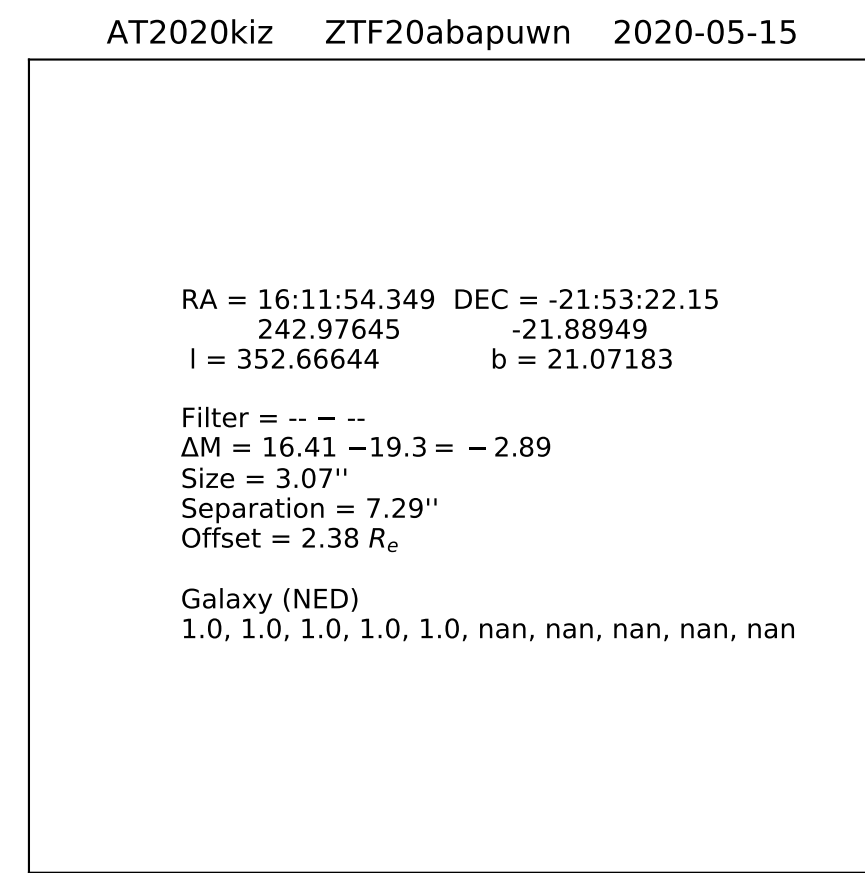 AT2020kiz ZTF20abapuwn 2020-05-15
RA = 16:11:54.349 DEC = -21:53:22.15
242.97645 -21.88949
l = 352.66644 b = 21.07183
Filter = -- − --
ΔM = 16.41 −19.3 = −2.89
Size = 3.07''
Separation = 7.29''
Offset = 2.38 Rₑ
Galaxy (NED)
1.0, 1.0, 1.0, 1.0, 1.0, nan, nan, nan, nan, nan